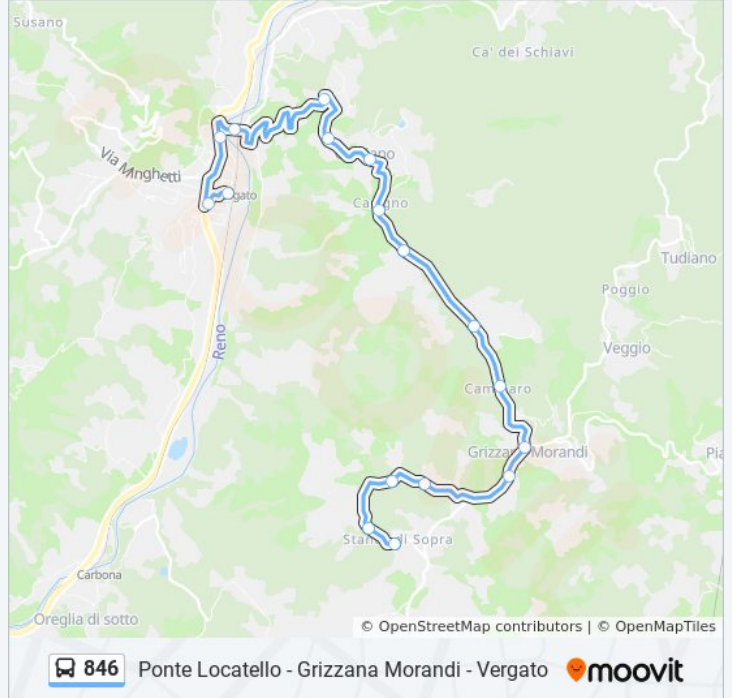 Susano
Ca' dei Schiavi
Via Minghetti
Tudiano
Poggio
Reno
Veggio
Grizzana Morandi
Carbona
Oreglia di sotto
© OpenStreetMap contributors | © OpenMapTiles
846 Ponte Locatello - Grizzana Morandi - Vergato moovit